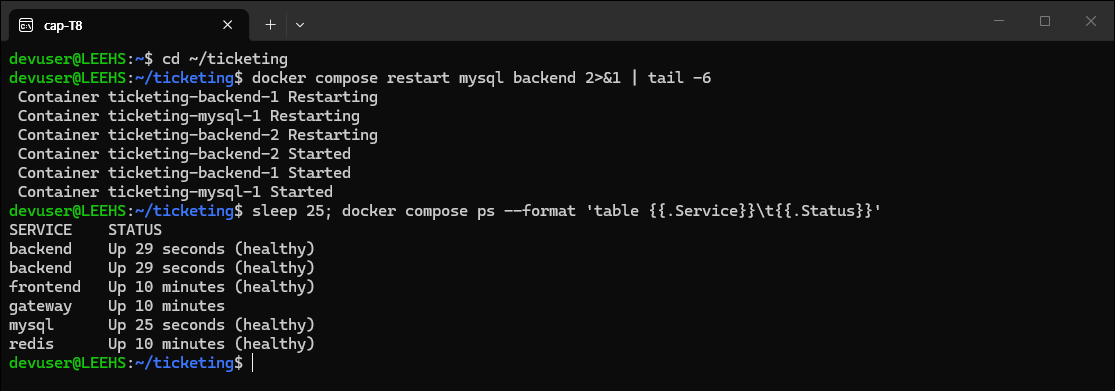 cap-T8
devuser@LEEHS:~$ cd ~/ticketing
devuser@LEEHS:~/ticketing$ docker compose restart mysql backend 2>&1 | tail -6
 Container ticketing-backend-1 Restarting
 Container ticketing-mysql-1 Restarting
 Container ticketing-backend-2 Restarting
 Container ticketing-backend-2 Started
 Container ticketing-backend-1 Started
 Container ticketing-mysql-1 Started
devuser@LEEHS:~/ticketing$ sleep 25; docker compose ps --format 'table {{.Service}}\t{{.Status}}'
SERVICE    STATUS
backend    Up 29 seconds (healthy)
backend    Up 29 seconds (healthy)
frontend   Up 10 minutes (healthy)
gateway    Up 10 minutes
mysql      Up 25 seconds (healthy)
redis      Up 10 minutes (healthy)
devuser@LEEHS:~/ticketing$